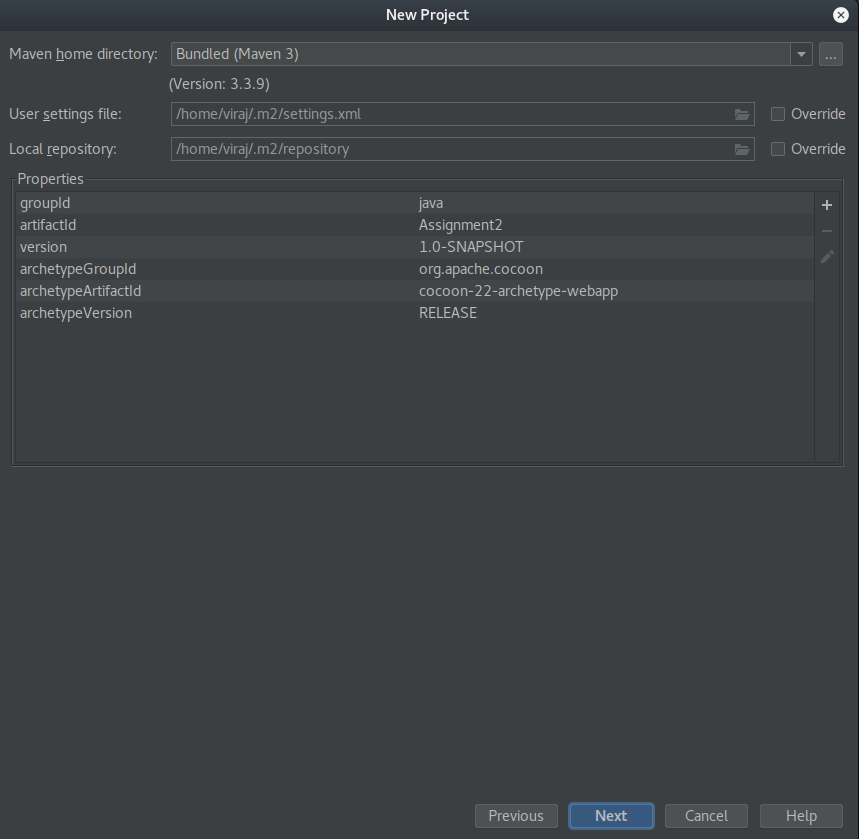 New Project
Maven home directory: Bundled (Maven 3) ...
(Version: 3.3.9)
User settings file: /home/viraj/.m2/settings.xml Override
Local repository: /home/viraj/.m2/repository Override
Properties
groupId java
artifactId Assignment2
version 1.0-SNAPSHOT
archetypeGroupId org.apache.cocoon
archetypeArtifactId cocoon-22-archetype-webapp
archetypeVersion RELEASE
Previous Next Cancel Help